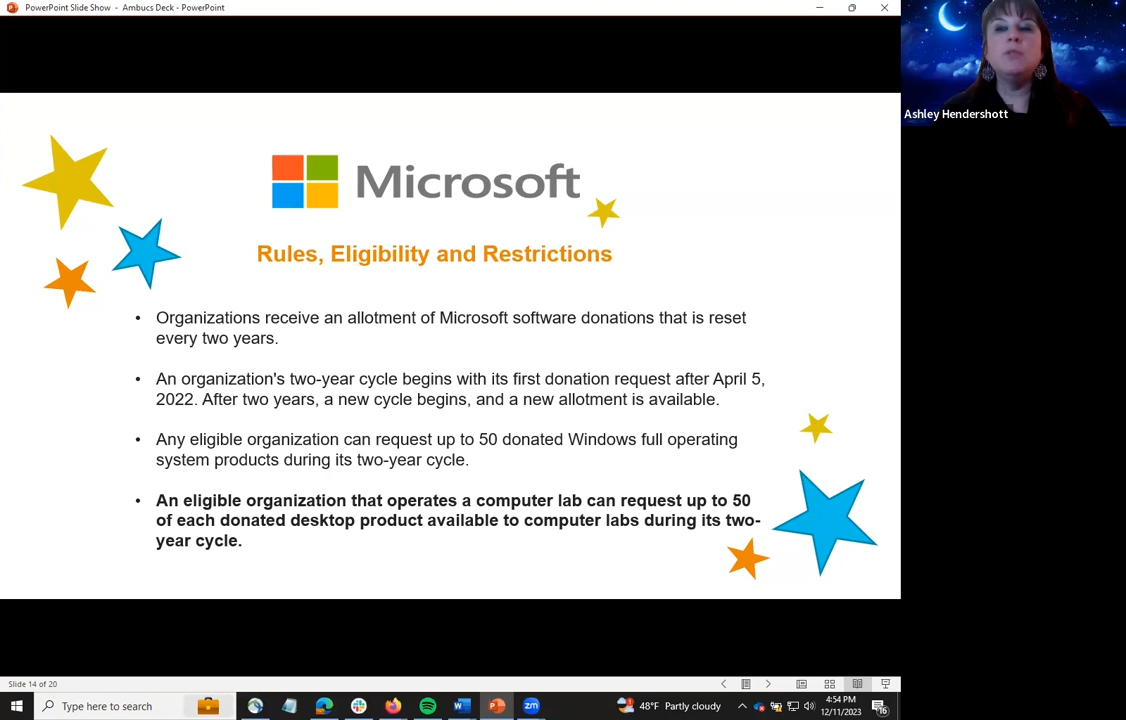 PowerPoint Slide Show - Ambucs Deck - PowerPoint
Ashley Hendershott
Microsoft
Rules, Eligibility and Restrictions
• Organizations receive an allotment of Microsoft software donations that is reset
every two years.
• An organization's two-year cycle begins with its first donation request after April 5,
2022. After two years, a new cycle begins, and a new allotment is available.
• Any eligible organization can request up to 50 donated Windows full operating
system products during its two-year cycle.
• An eligible organization that operates a computer lab can request up to 50
of each donated desktop product available to computer labs during its two-
year cycle.
Slide 14 of 20
Type here to search
48°F Partly cloudy
4:54 PM
12/11/2023
16